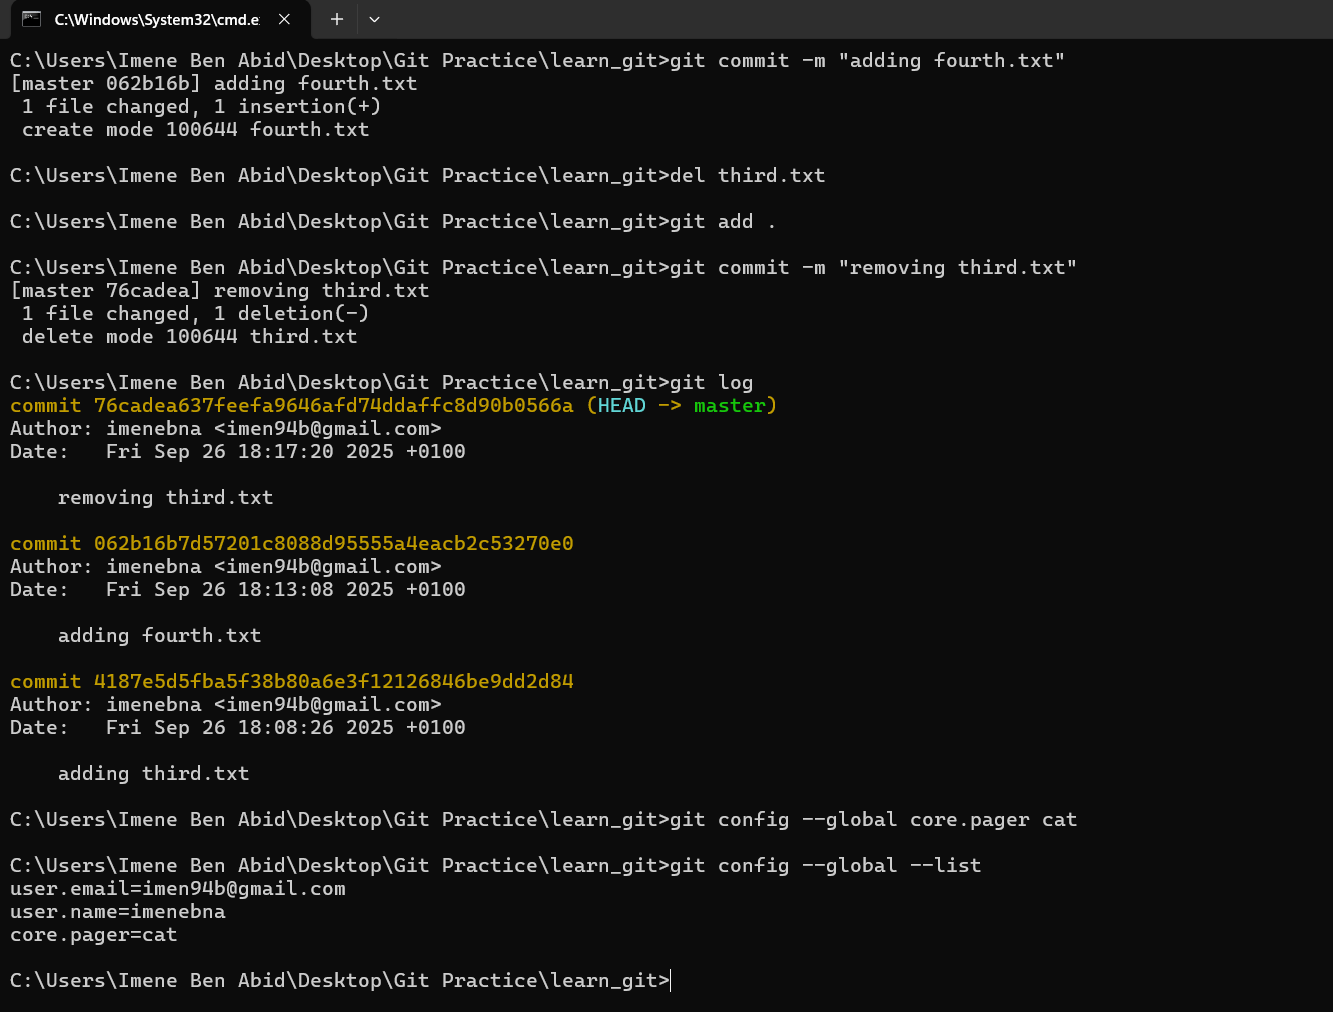 C:\Windows\System32\cmd.e
C:\Users\Imene Ben Abid\Desktop\Git Practice\learn_git>git commit -m "adding fourth.txt"
[master 062b16b] adding fourth.txt
 1 file changed, 1 insertion(+)
 create mode 100644 fourth.txt
C:\Users\Imene Ben Abid\Desktop\Git Practice\learn_git>del third.txt
C:\Users\Imene Ben Abid\Desktop\Git Practice\learn_git>git add .
C:\Users\Imene Ben Abid\Desktop\Git Practice\learn_git>git commit -m "removing third.txt"
[master 76cadea] removing third.txt
 1 file changed, 1 deletion(-)
 delete mode 100644 third.txt
C:\Users\Imene Ben Abid\Desktop\Git Practice\learn_git>git log
commit 76cadea637feefa9646afd74ddaffc8d90b0566a (HEAD -> master)
Author: imenebna <imen94b@gmail.com>
Date:   Fri Sep 26 18:17:20 2025 +0100
    removing third.txt
commit 062b16b7d57201c8088d95555a4eacb2c53270e0
Author: imenebna <imen94b@gmail.com>
Date:   Fri Sep 26 18:13:08 2025 +0100
    adding fourth.txt
commit 4187e5d5fba5f38b80a6e3f12126846be9dd2d84
Author: imenebna <imen94b@gmail.com>
Date:   Fri Sep 26 18:08:26 2025 +0100
    adding third.txt
C:\Users\Imene Ben Abid\Desktop\Git Practice\learn_git>git config --global core.pager cat
C:\Users\Imene Ben Abid\Desktop\Git Practice\learn_git>git config --global --list
user.email=imen94b@gmail.com
user.name=imenebna
core.pager=cat
C:\Users\Imene Ben Abid\Desktop\Git Practice\learn_git>